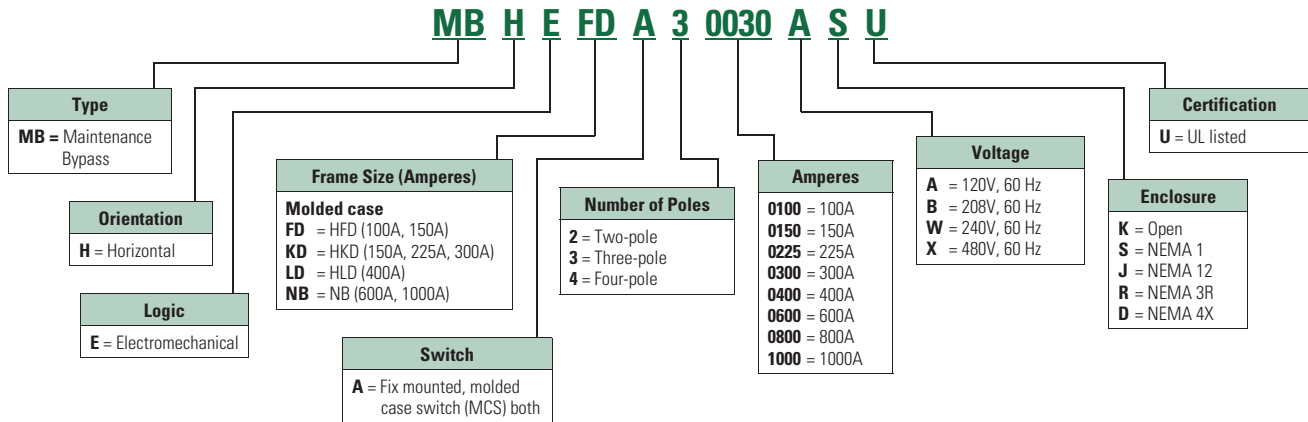 MB H E FD A 3 0030 A S U
Type
MB = Maintenance
Bypass
Orientation
H = Horizontal
Logic
E = Electromechanical
Frame Size (Amperes)
Molded case
FD = HFD (100A, 150A)
KD = HKD (150A, 225A, 300A)
LD = HLD (400A)
NB = NB (600A, 1000A)
Switch
A = Fix mounted, molded
case switch (MCS) both
Number of Poles
2 = Two-pole
3 = Three-pole
4 = Four-pole
Amperes
0100 = 100A
0150 = 150A
0225 = 225A
0300 = 300A
0400 = 400A
0600 = 600A
0800 = 800A
1000 = 1000A
Voltage
A = 120V, 60 Hz
B = 208V, 60 Hz
W = 240V, 60 Hz
X = 480V, 60 Hz
Enclosure
K = Open
S = NEMA 1
J = NEMA 12
R = NEMA 3R
D = NEMA 4X
Certification
U = UL listed